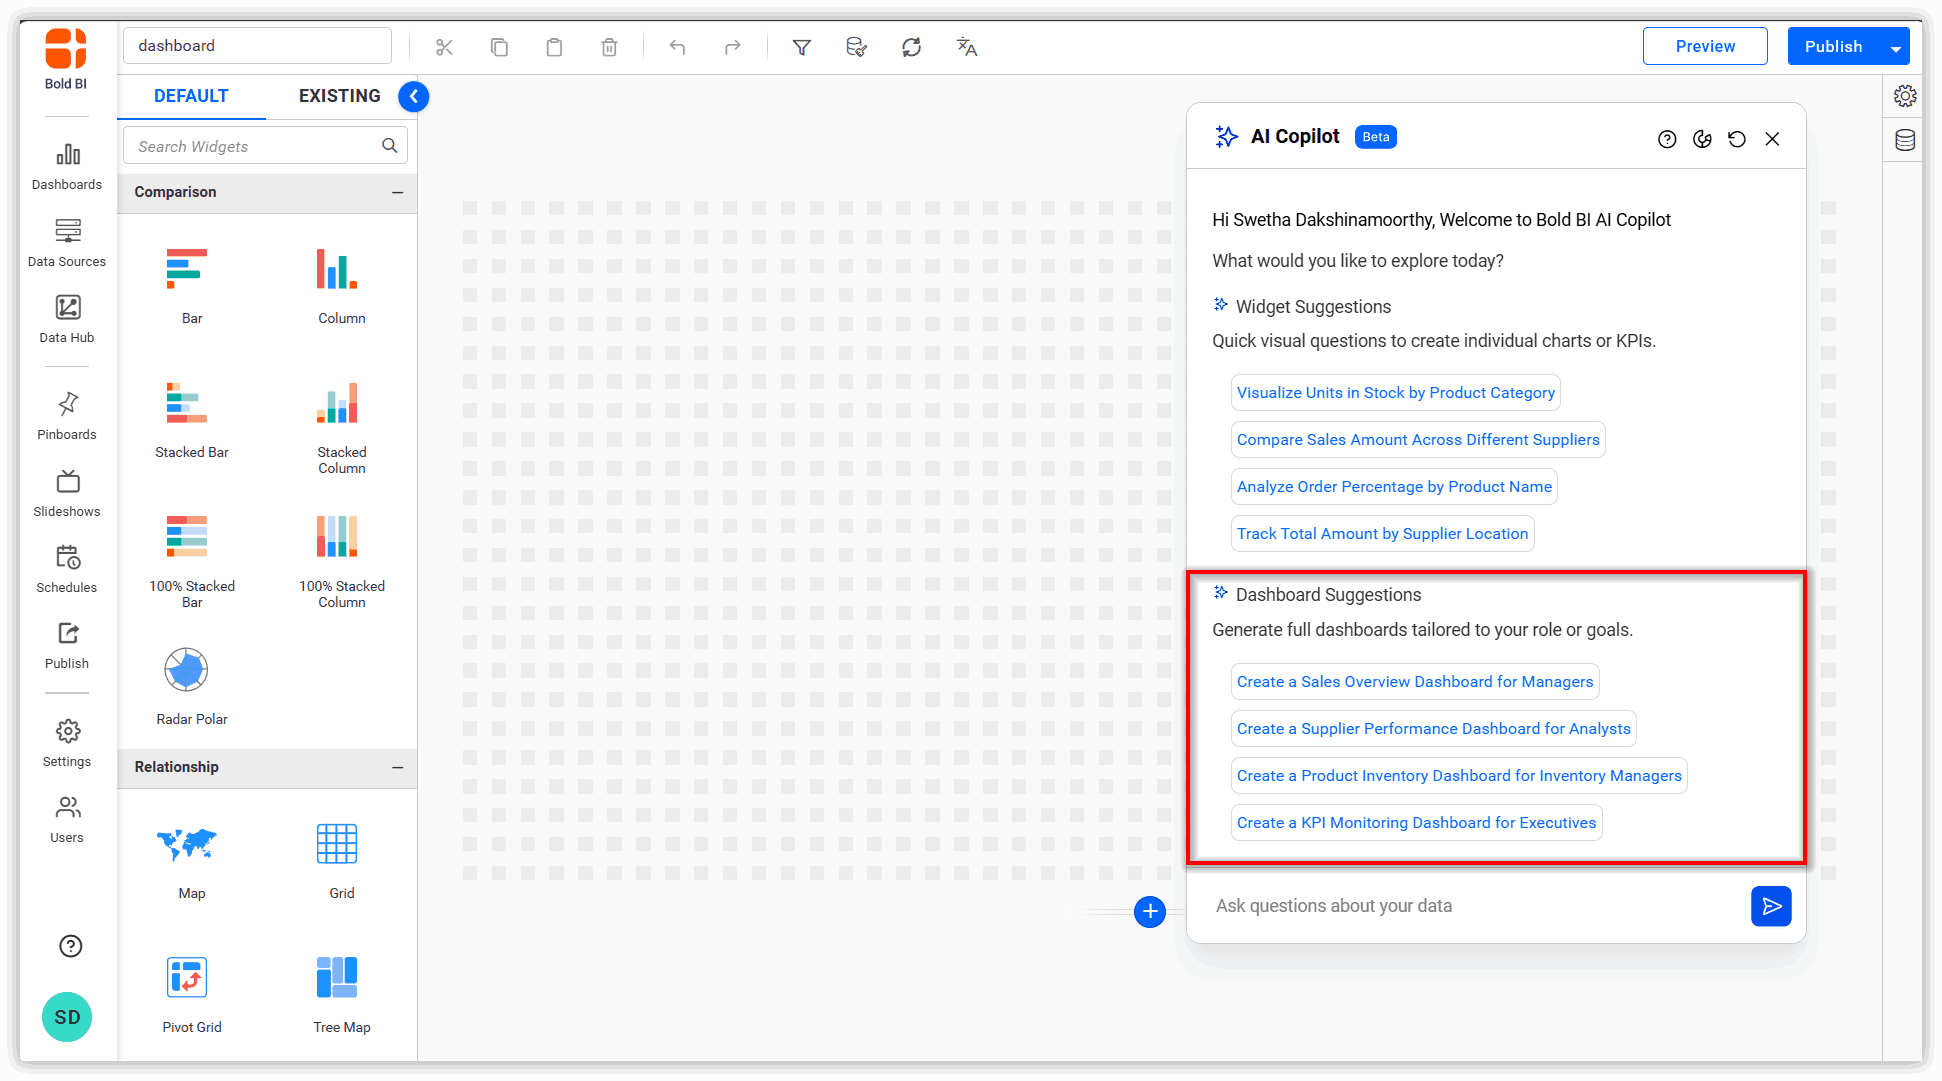 Bold BI
Dashboards
Data Sources
Data Hub
Pinboards
Slideshows
Schedules
Publish
Settings
Users
SD
dashboard
Preview
Publish
DEFAULT
EXISTING
Search Widgets
Comparison
Bar
Column
Stacked Bar
Stacked
Column
100% Stacked
Bar
100% Stacked
Column
Radar Polar
Relationship
Map
Grid
Pivot Grid
Tree Map
AI Copilot
Beta
Hi Swetha Dakshinamoorthy, Welcome to Bold BI AI Copilot
What would you like to explore today?
Widget Suggestions
Quick visual questions to create individual charts or KPIs.
Visualize Units in Stock by Product Category
Compare Sales Amount Across Different Suppliers
Analyze Order Percentage by Product Name
Track Total Amount by Supplier Location
Dashboard Suggestions
Generate full dashboards tailored to your role or goals.
Create a Sales Overview Dashboard for Managers
Create a Supplier Performance Dashboard for Analysts
Create a Product Inventory Dashboard for Inventory Managers
Create a KPI Monitoring Dashboard for Executives
Ask questions about your data